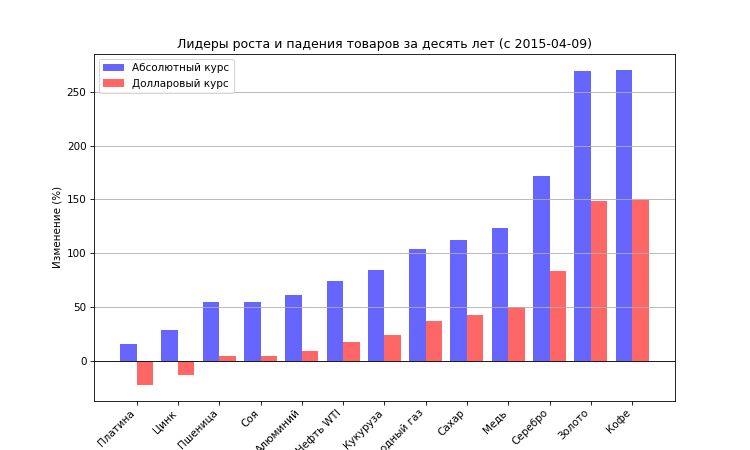 Лидеры роста и падения товаров за десять лет (с 2015-04-09)
Абсолютный курс
Долларовый курс
Изменение (%)
250
200
150
100
50
0
Платина
Цинк
Пшеница
Соя
Алюминий
Нефть WTI
Кукуруза
одный газ
Сахар
Медь
Серебро
Золото
Кофе